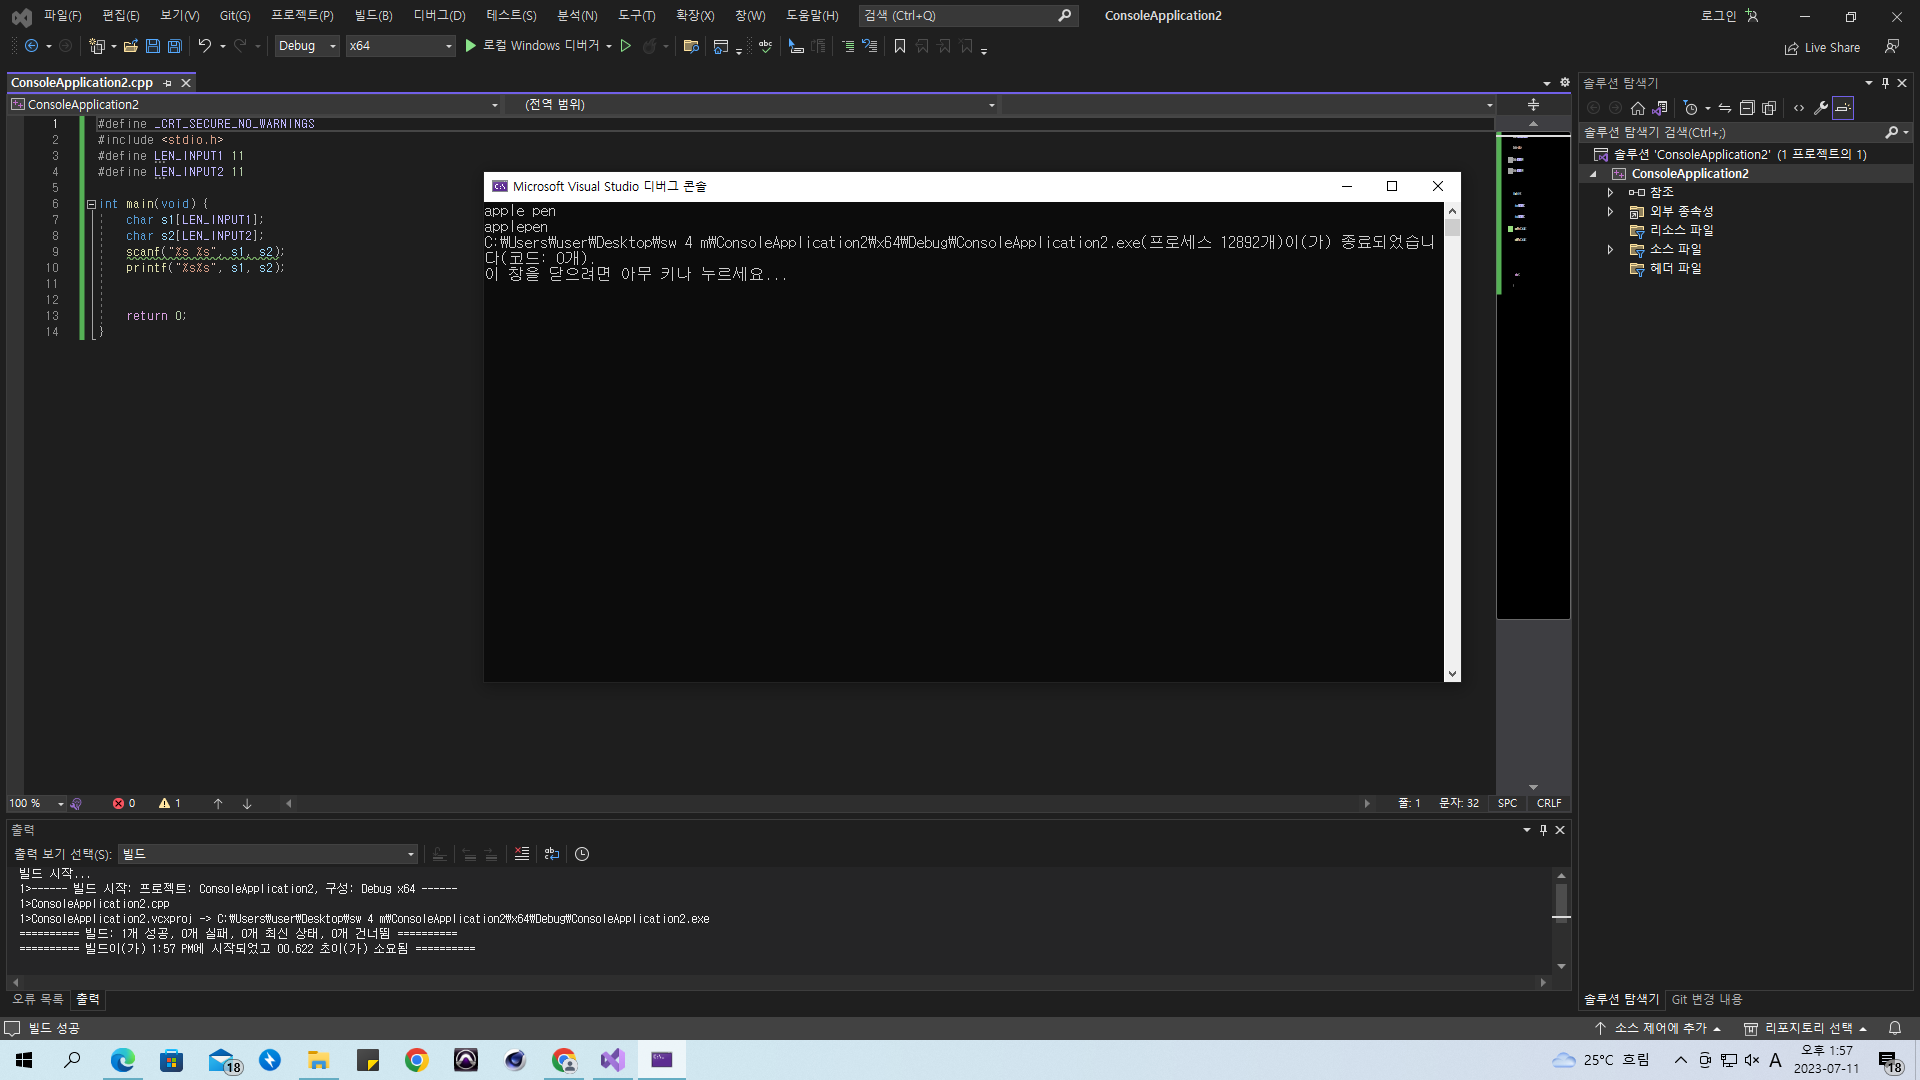 파일(F) 편집(E) 보기(V) Git(G) 프로젝트(P) 빌드(B) 디버그(D) 테스트(S) 분석(N) 도구(T) 확장(X) 창(W) 도움말(H) 검색 (Ctrl+Q) ConsoleApplication2 로그인
Debug x64 로컬 Windows 디버거 Live Share
ConsoleApplication2.cpp
ConsoleApplication2 (전역 범위)
1 #define _CRT_SECURE_NO_WARNINGS
2 #include <stdio.h>
3 #define LEN_INPUT1 11
4 #define LEN_INPUT2 11
5
6 int main(void) {
7 char s1[LEN_INPUT1];
8 char s2[LEN_INPUT2];
9 scanf("%s %s", s1, s2);
10 printf("%s%s", s1, s2);
11
12
13 return 0;
14 }
Microsoft Visual Studio 디버그 콘솔
apple pen
applepen
C:₩Users₩user₩Desktop₩sw 4 m₩ConsoleApplication2₩x64₩Debug₩ConsoleApplication2.exe(프로세스 12892개)이(가) 종료되었습니
다(코드: 0개).
이 창을 닫으려면 아무 키나 누르세요...
솔루션 탐색기
솔루션 탐색기 검색(Ctrl+;)
솔루션 'ConsoleApplication2' (1 프로젝트의 1)
ConsoleApplication2
참조
외부 종속성
리소스 파일
소스 파일
헤더 파일
100 % 0 1 줄: 1 문자: 32 SPC CRLF
출력
출력 보기 선택(S): 빌드
빌드 시작...
1>------ 빌드 시작: 프로젝트: ConsoleApplication2, 구성: Debug x64 ------
1>ConsoleApplication2.cpp
1>ConsoleApplication2.vcxproj -> C:₩Users₩user₩Desktop₩sw 4 m₩ConsoleApplication2₩x64₩Debug₩ConsoleApplication2.exe
========== 빌드: 1개 성공, 0개 실패, 0개 최신 상태, 0개 건너뜀 ==========
========== 빌드이(가) 1:57 PM에 시작되었고 00.622 초이(가) 소요됨 ==========
오류 목록 출력
솔루션 탐색기 Git 변경 내용
빌드 성공 소스 제어에 추가 리포지토리 선택
18 25°C 흐림 A 오후 1:57
2023-07-11 18